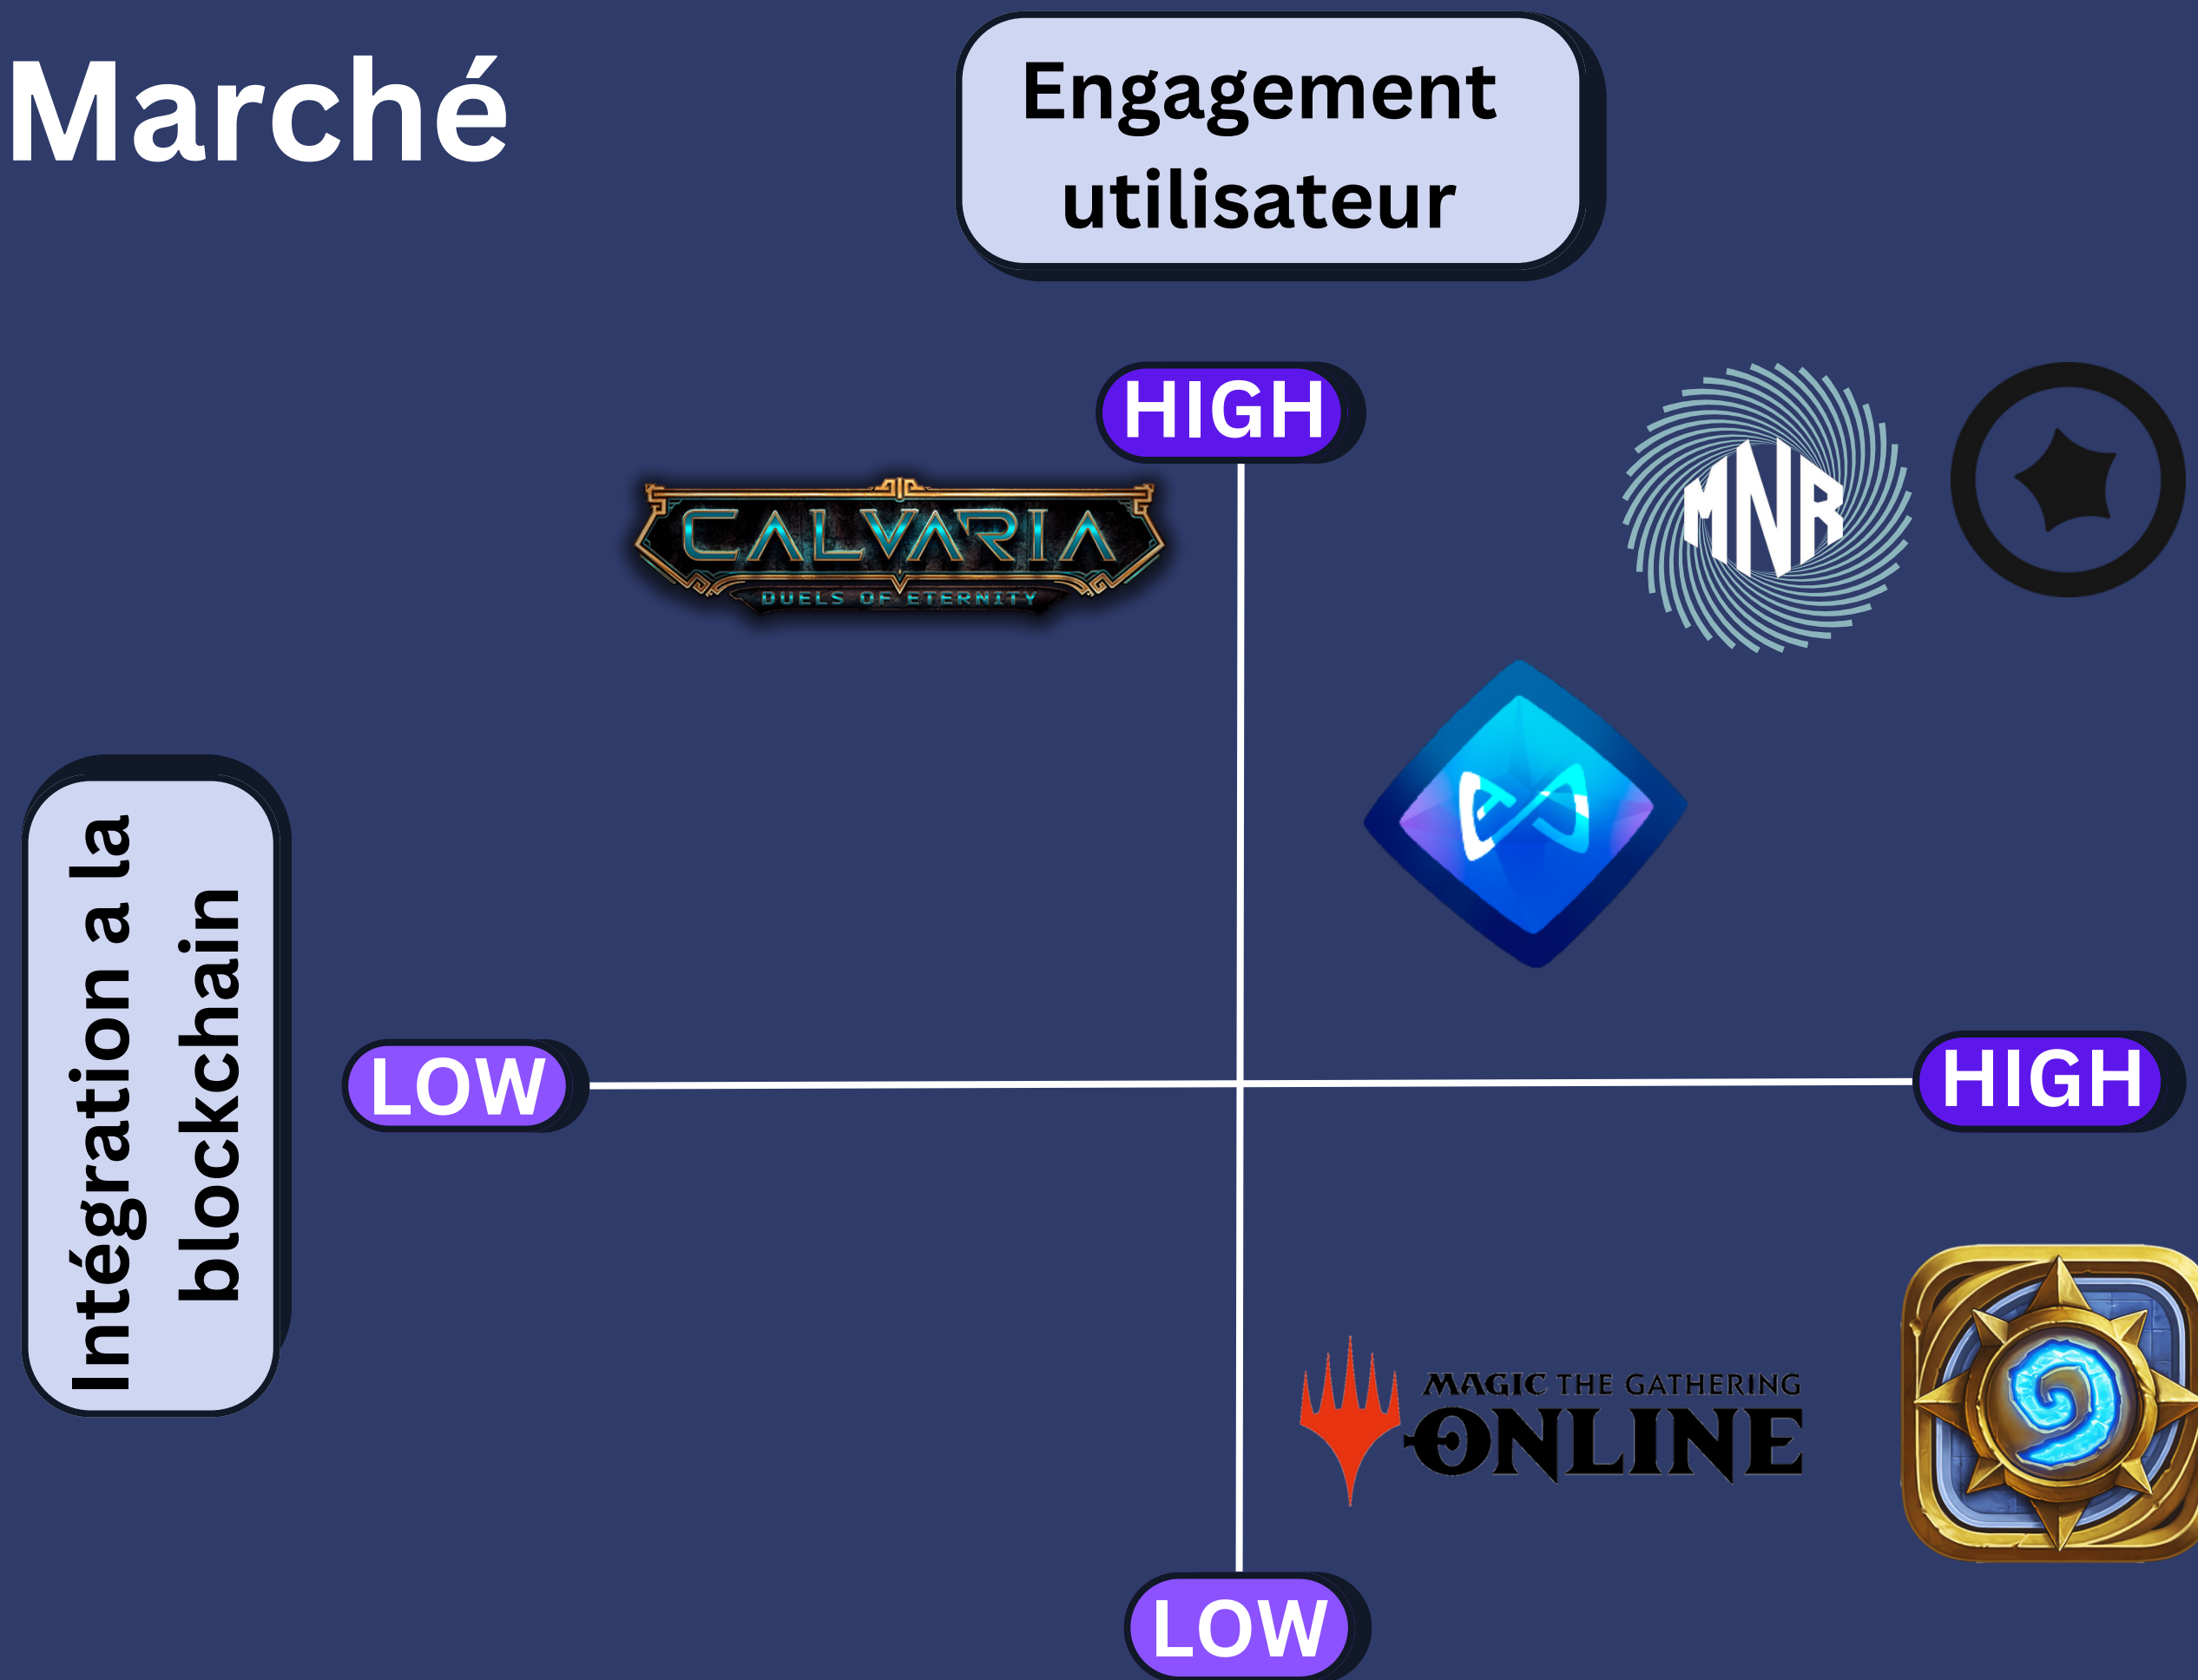 Marché
Engagement
utilisateur
HIGH
CALVARIA
DUELS OF ETERNITY
MNR
Intégration a la
blockchain
LOW
HIGH
MAGIC THE GATHERING
ONLINE
LOW